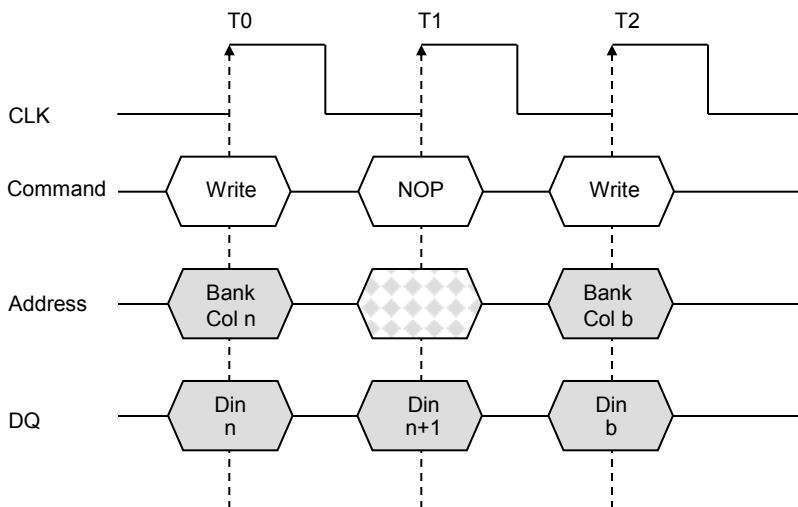 T0 T1 T2
CLK
Command Write NOP Write
Address Bank Col n Bank Col b
DQ Din n Din n+1 Din b